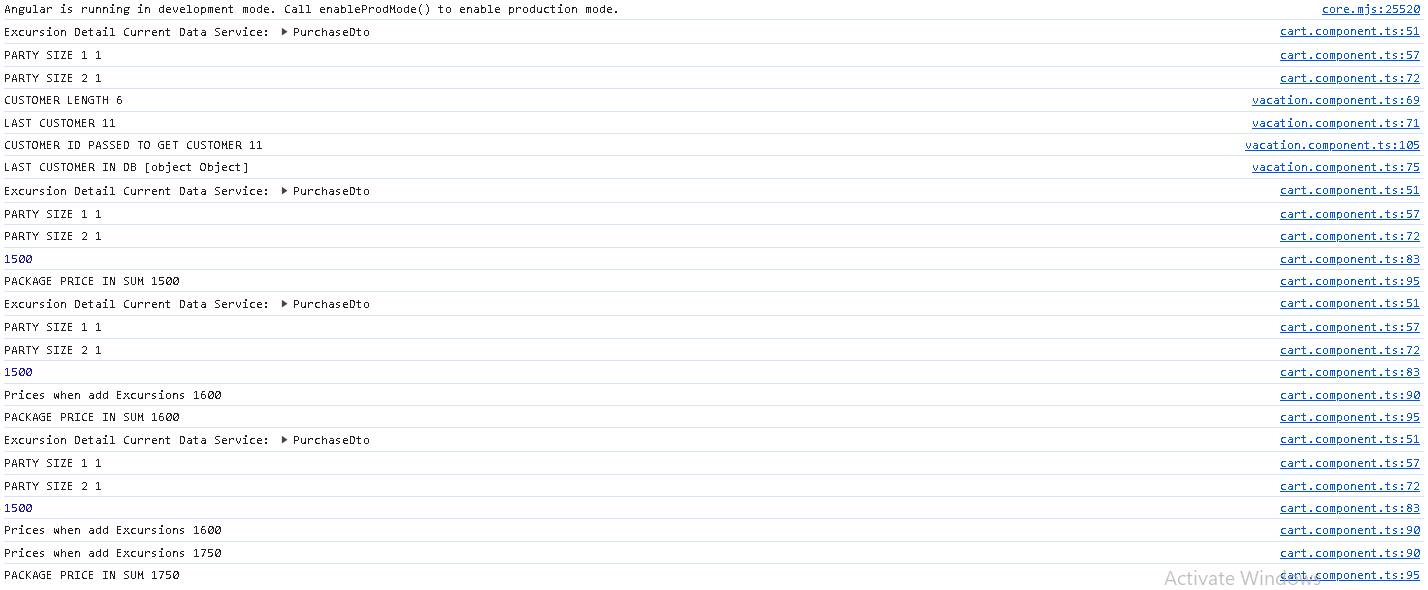 Angular is running in development mode. Call enableProdMode() to enable production mode. core.mjs:25520
Excursion Detail Current Data Service: ▶ PurchaseDto cart.component.ts:51
PARTY SIZE 1 1 cart.component.ts:57
PARTY SIZE 2 1 cart.component.ts:72
CUSTOMER LENGTH 6 vacation.component.ts:69
LAST CUSTOMER 11 vacation.component.ts:71
CUSTOMER ID PASSED TO GET CUSTOMER 11 vacation.component.ts:105
LAST CUSTOMER IN DB [object Object] vacation.component.ts:75
Excursion Detail Current Data Service: ▶ PurchaseDto cart.component.ts:51
PARTY SIZE 1 1 cart.component.ts:57
PARTY SIZE 2 1 cart.component.ts:72
1500 cart.component.ts:83
PACKAGE PRICE IN SUM 1500 cart.component.ts:95
Excursion Detail Current Data Service: ▶ PurchaseDto cart.component.ts:51
PARTY SIZE 1 1 cart.component.ts:57
PARTY SIZE 2 1 cart.component.ts:72
1500 cart.component.ts:83
Prices when add Excursions 1600 cart.component.ts:90
PACKAGE PRICE IN SUM 1600 cart.component.ts:95
Excursion Detail Current Data Service: ▶ PurchaseDto cart.component.ts:51
PARTY SIZE 1 1 cart.component.ts:57
PARTY SIZE 2 1 cart.component.ts:72
1500 cart.component.ts:83
Prices when add Excursions 1600 cart.component.ts:90
Prices when add Excursions 1750 cart.component.ts:90
PACKAGE PRICE IN SUM 1750 cart.component.ts:95
Activate Windows